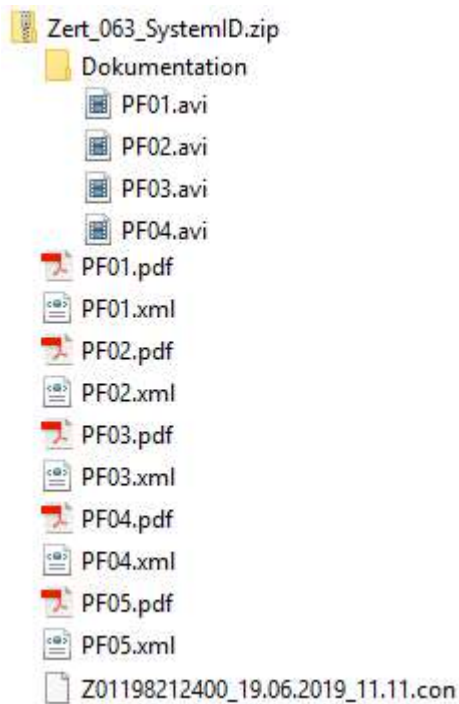 Zert_063_SystemID.zip
Dokumentation
PF01.avi
PF02.avi
PF03.avi
PF04.avi
PF01.pdf
PF01.xml
PF02.pdf
PF02.xml
PF03.pdf
PF03.xml
PF04.pdf
PF04.xml
PF05.pdf
PF05.xml
Z01198212400_19.06.2019_11.11.con